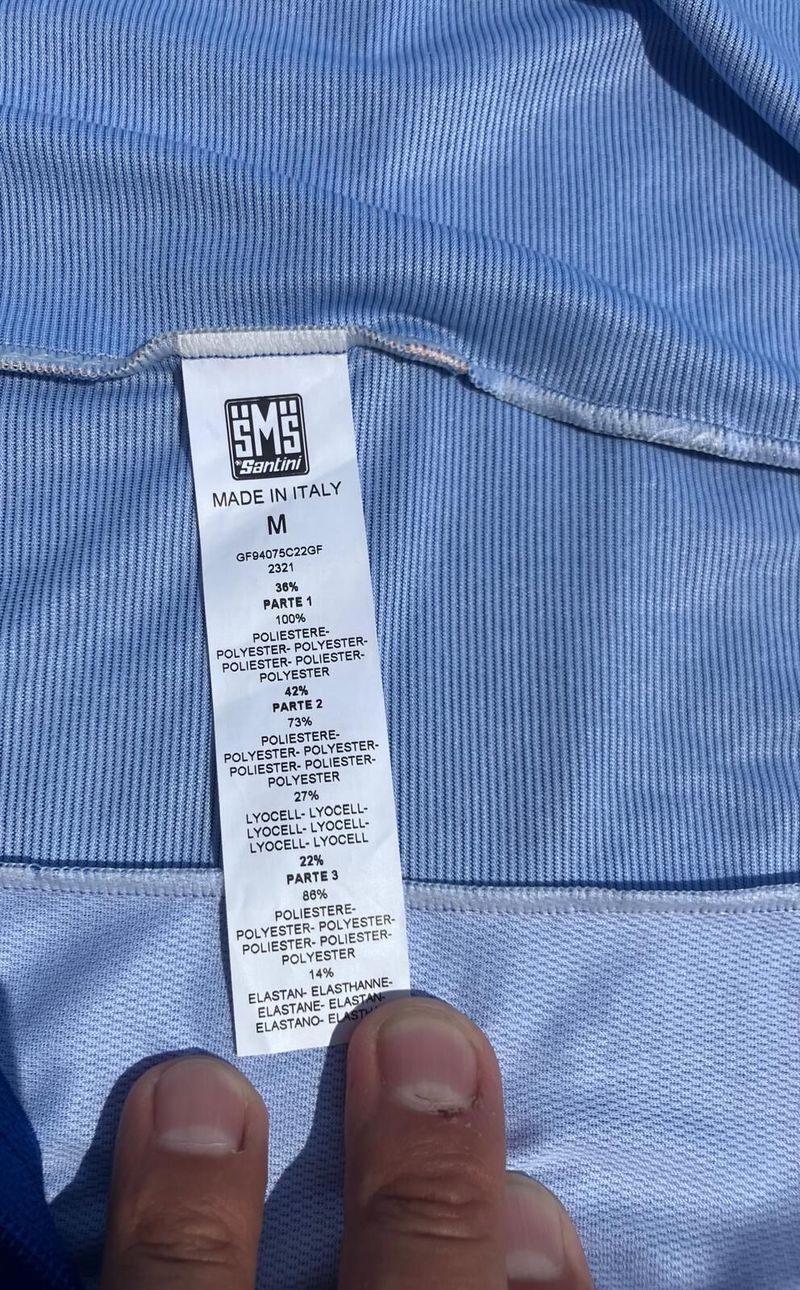 SMS
by Santini
MADE IN ITALY
M
GF94075C22GF
2321
36%
PARTE 1
100%
POLIESTERE-
POLYESTER- POLYESTER-
POLIESTER- POLIESTER-
POLYESTER
42%
PARTE 2
73%
POLIESTERE-
POLYESTER- POLYESTER-
POLIESTER- POLIESTER-
POLYESTER
27%
LYOCELL- LYOCELL-
LYOCELL- LYOCELL-
LYOCELL- LYOCELL
22%
PARTE 3
86%
POLIESTERE-
POLYESTER- POLYESTER-
POLIESTER- POLIESTER-
POLYESTER
14%
ELASTAN- ELASTHANNE-
ELASTANE- ELASTAN-
ELASTANO-